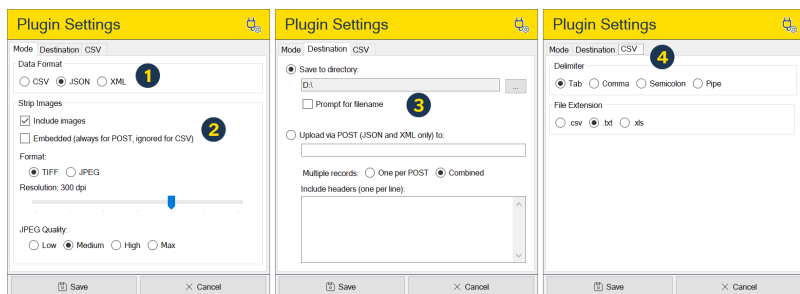 Plugin Settings
Mode Destination CSV
Data Format
1
CSV JSON XML
Strip Images
Include images
2
Embedded (always for POST, ignored for CSV)
Format:
TIFF JPEG
Resolution: 300 dpi
JPEG Quality:
Low Medium High Max
Save Cancel
Plugin Settings
Mode Destination CSV
Save to directory:
D:\ ...
Prompt for filename
3
Upload via POST (JSON and XML only) to:
Multiple records: One per POST Combined
Include headers (one per line):
Save Cancel
Plugin Settings
Mode Destination CSV
4
Delimiter
Tab Comma Semicolon Pipe
File Extension
.csv .txt .xls
Save Cancel